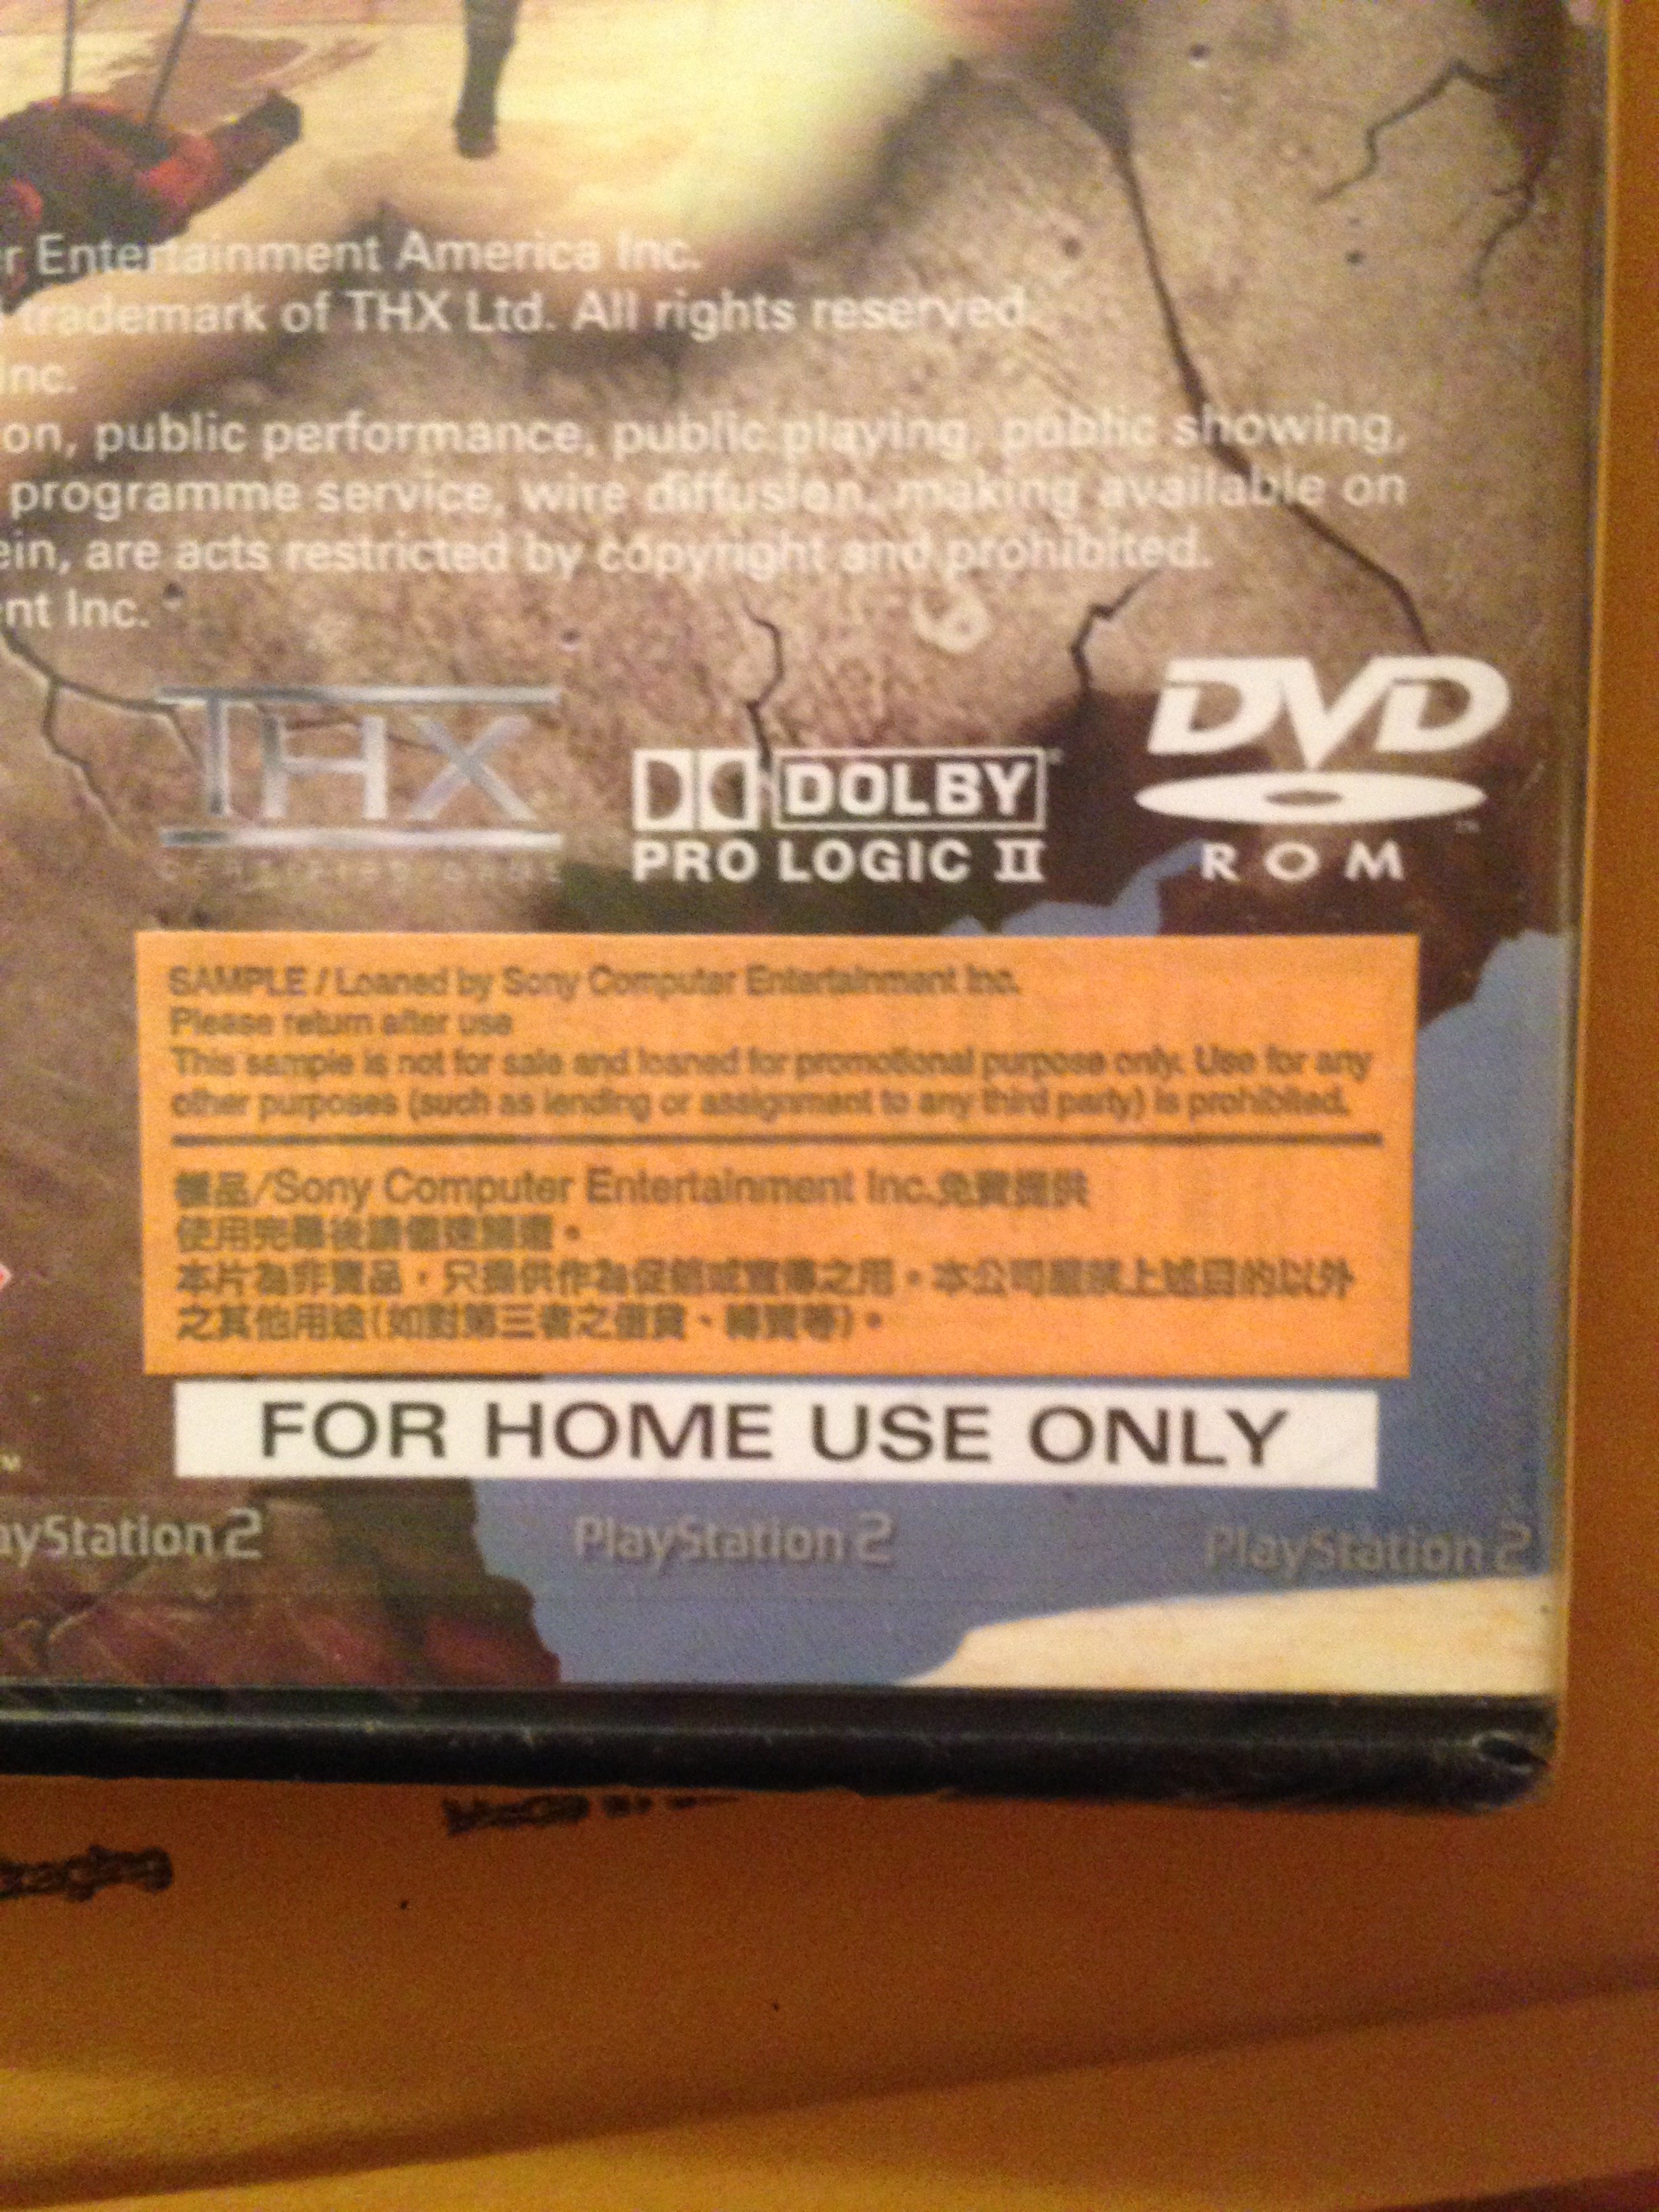 r Entertainment America Inc.
trademark of THX Ltd. All rights reserved
Inc.
on, public performance, public playing, public showing,
programme service, wire diffusion, making available on
ein, are acts restricted by copyright and prohibited.
nt Inc.
THX
CERTIFIED GAME
DOLBY
PRO LOGIC II
DVD
ROM
SAMPLE / Loaned by Sony Computer Entertainment Inc.
Please return after use
This sample is not for sale and loaned for promotional purpose only. Use for any
other purposes (such as lending or assignment to any third party) is prohibited.
樣品/Sony Computer Entertainment Inc.免費提供
使用完畢後請儘速歸還。
本片為非賣品，只提供作為促銷或宣傳之用。本公司嚴禁上述目的以外
之其他用途(如對第三者之借貸、轉賣等)。
FOR HOME USE ONLY
ayStation 2 PlayStation 2 PlayStation 2